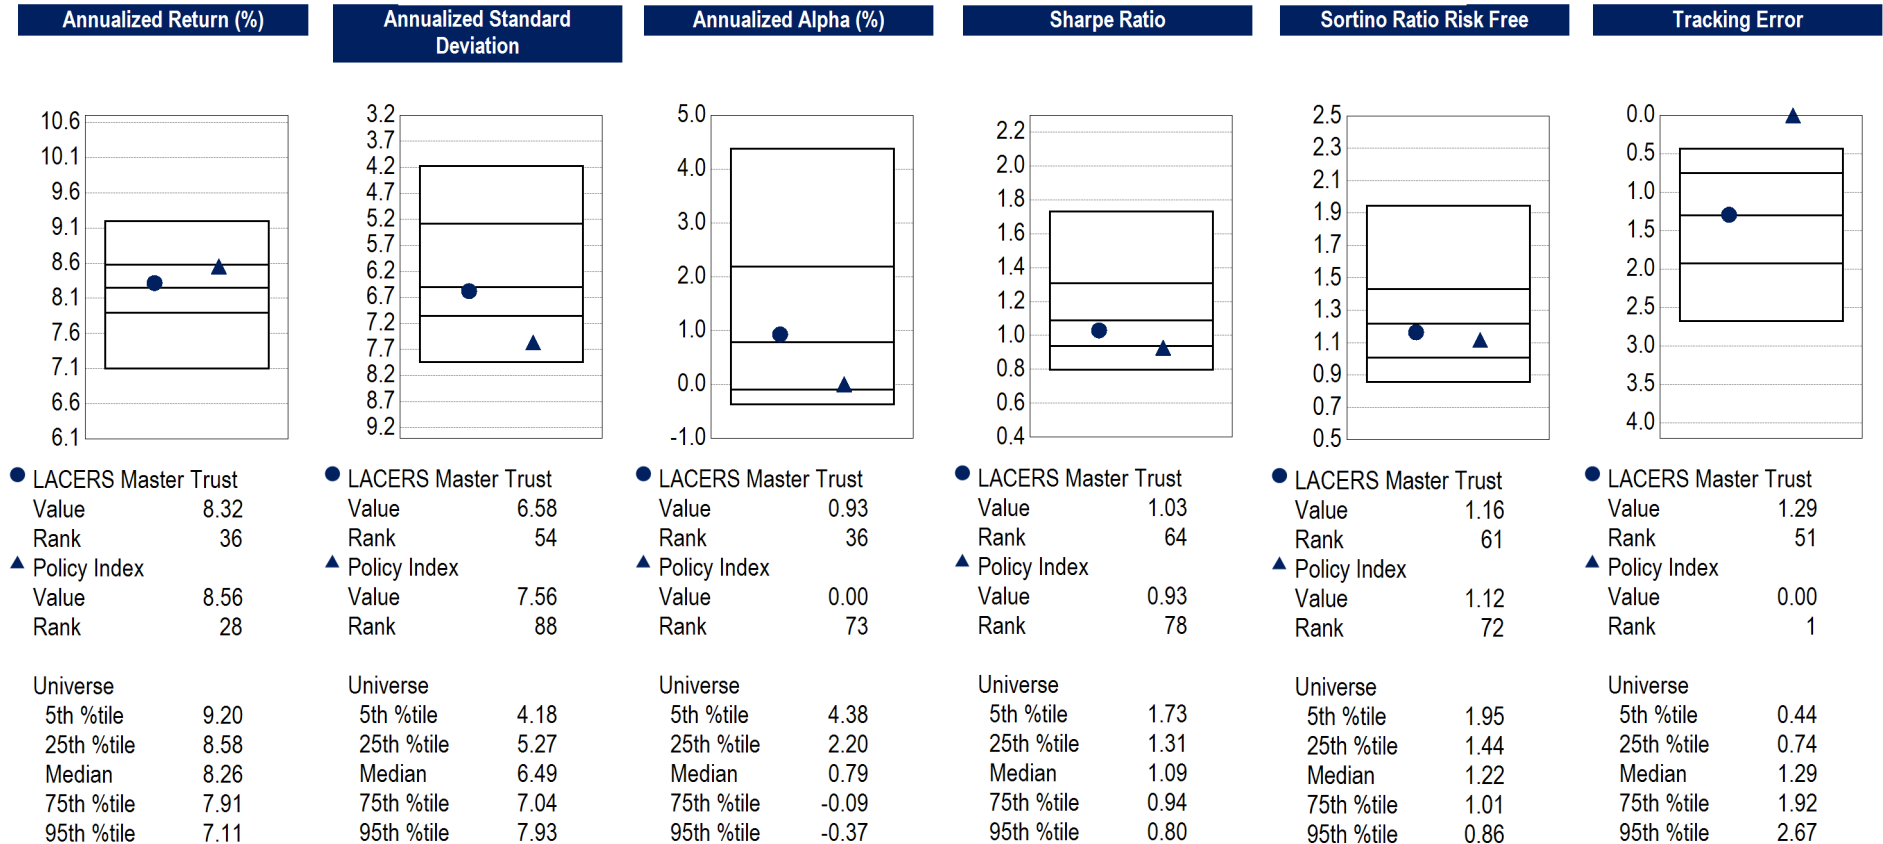 Annualized Return (%)
10.6
10.1
9.6
9.1
8.6
8.1
7.6
7.1
6.6
6.1
LACERS Master Trust
Value 8.32
Rank 36
Policy Index
Value 8.56
Rank 28
Universe
5th %tile 9.20
25th %tile 8.58
Median 8.26
75th %tile 7.91
95th %tile 7.11
Annualized Standard
Deviation
3.2
3.7
4.2
4.7
5.2
5.7
6.2
6.7
7.2
7.7
8.2
8.7
9.2
LACERS Master Trust
Value 6.58
Rank 54
Policy Index
Value 7.56
Rank 88
Universe
5th %tile 4.18
25th %tile 5.27
Median 6.49
75th %tile 7.04
95th %tile 7.93
Annualized Alpha (%)
5.0
4.0
3.0
2.0
1.0
0.0
-1.0
LACERS Master Trust
Value 0.93
Rank 36
Policy Index
Value 0.00
Rank 73
Universe
5th %tile 4.38
25th %tile 2.20
Median 0.79
75th %tile -0.09
95th %tile -0.37
Sharpe Ratio
2.2
2.0
1.8
1.6
1.4
1.2
1.0
0.8
0.6
0.4
LACERS Master Trust
Value 1.03
Rank 64
Policy Index
Value 0.93
Rank 78
Universe
5th %tile 1.73
25th %tile 1.31
Median 1.09
75th %tile 0.94
95th %tile 0.80
Sortino Ratio Risk Free
2.5
2.3
2.1
1.9
1.7
1.5
1.3
1.1
0.9
0.7
0.5
LACERS Master Trust
Value 1.16
Rank 61
Policy Index
Value 1.12
Rank 72
Universe
5th %tile 1.95
25th %tile 1.44
Median 1.22
75th %tile 1.01
95th %tile 0.86
Tracking Error
0.0
0.5
1.0
1.5
2.0
2.5
3.0
3.5
4.0
LACERS Master Trust
Value 1.29
Rank 51
Policy Index
Value 0.00
Rank 1
Universe
5th %tile 0.44
25th %tile 0.74
Median 1.29
75th %tile 1.92
95th %tile 2.67